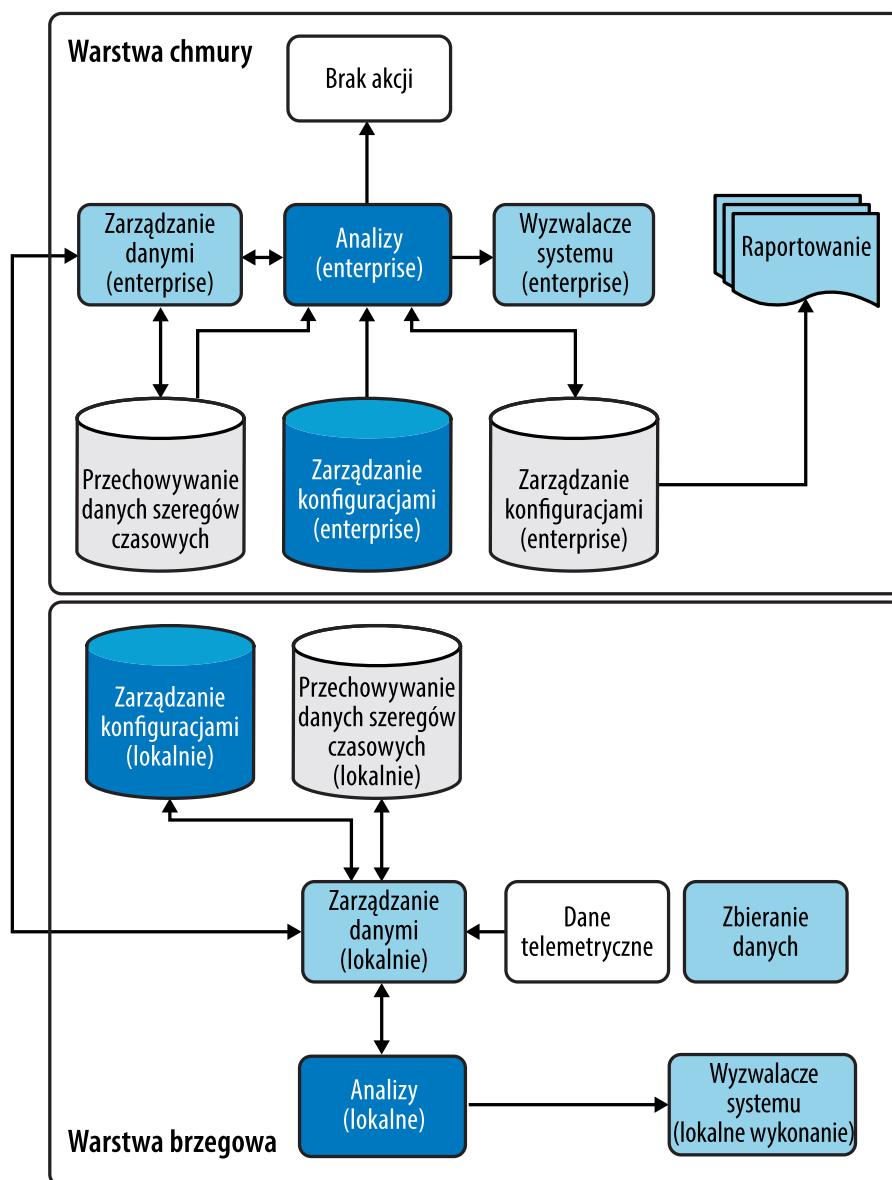 Warstwa chmury
Brak akcji
Zarządzanie
danymi
(enterprise)
Analizy
(enterprise)
Wyzwalacze
systemu
(enterprise)
Raportowanie
Przechowywanie
danych szeregów
czasowych
Zarządzanie
konfiguracjami
(enterprise)
Zarządzanie
konfiguracjami
(enterprise)
Zarządzanie
konfiguracjami
(lokalnie)
Przechowywanie
danych szeregów
czasowych
(lokalnie)
Zarządzanie
danymi
(lokalnie)
Dane
telemetryczne
Zbieranie
danych
Analizy
(lokalne)
Wyzwalacze
systemu
(lokalne wykonanie)
Warstwa brzegowa